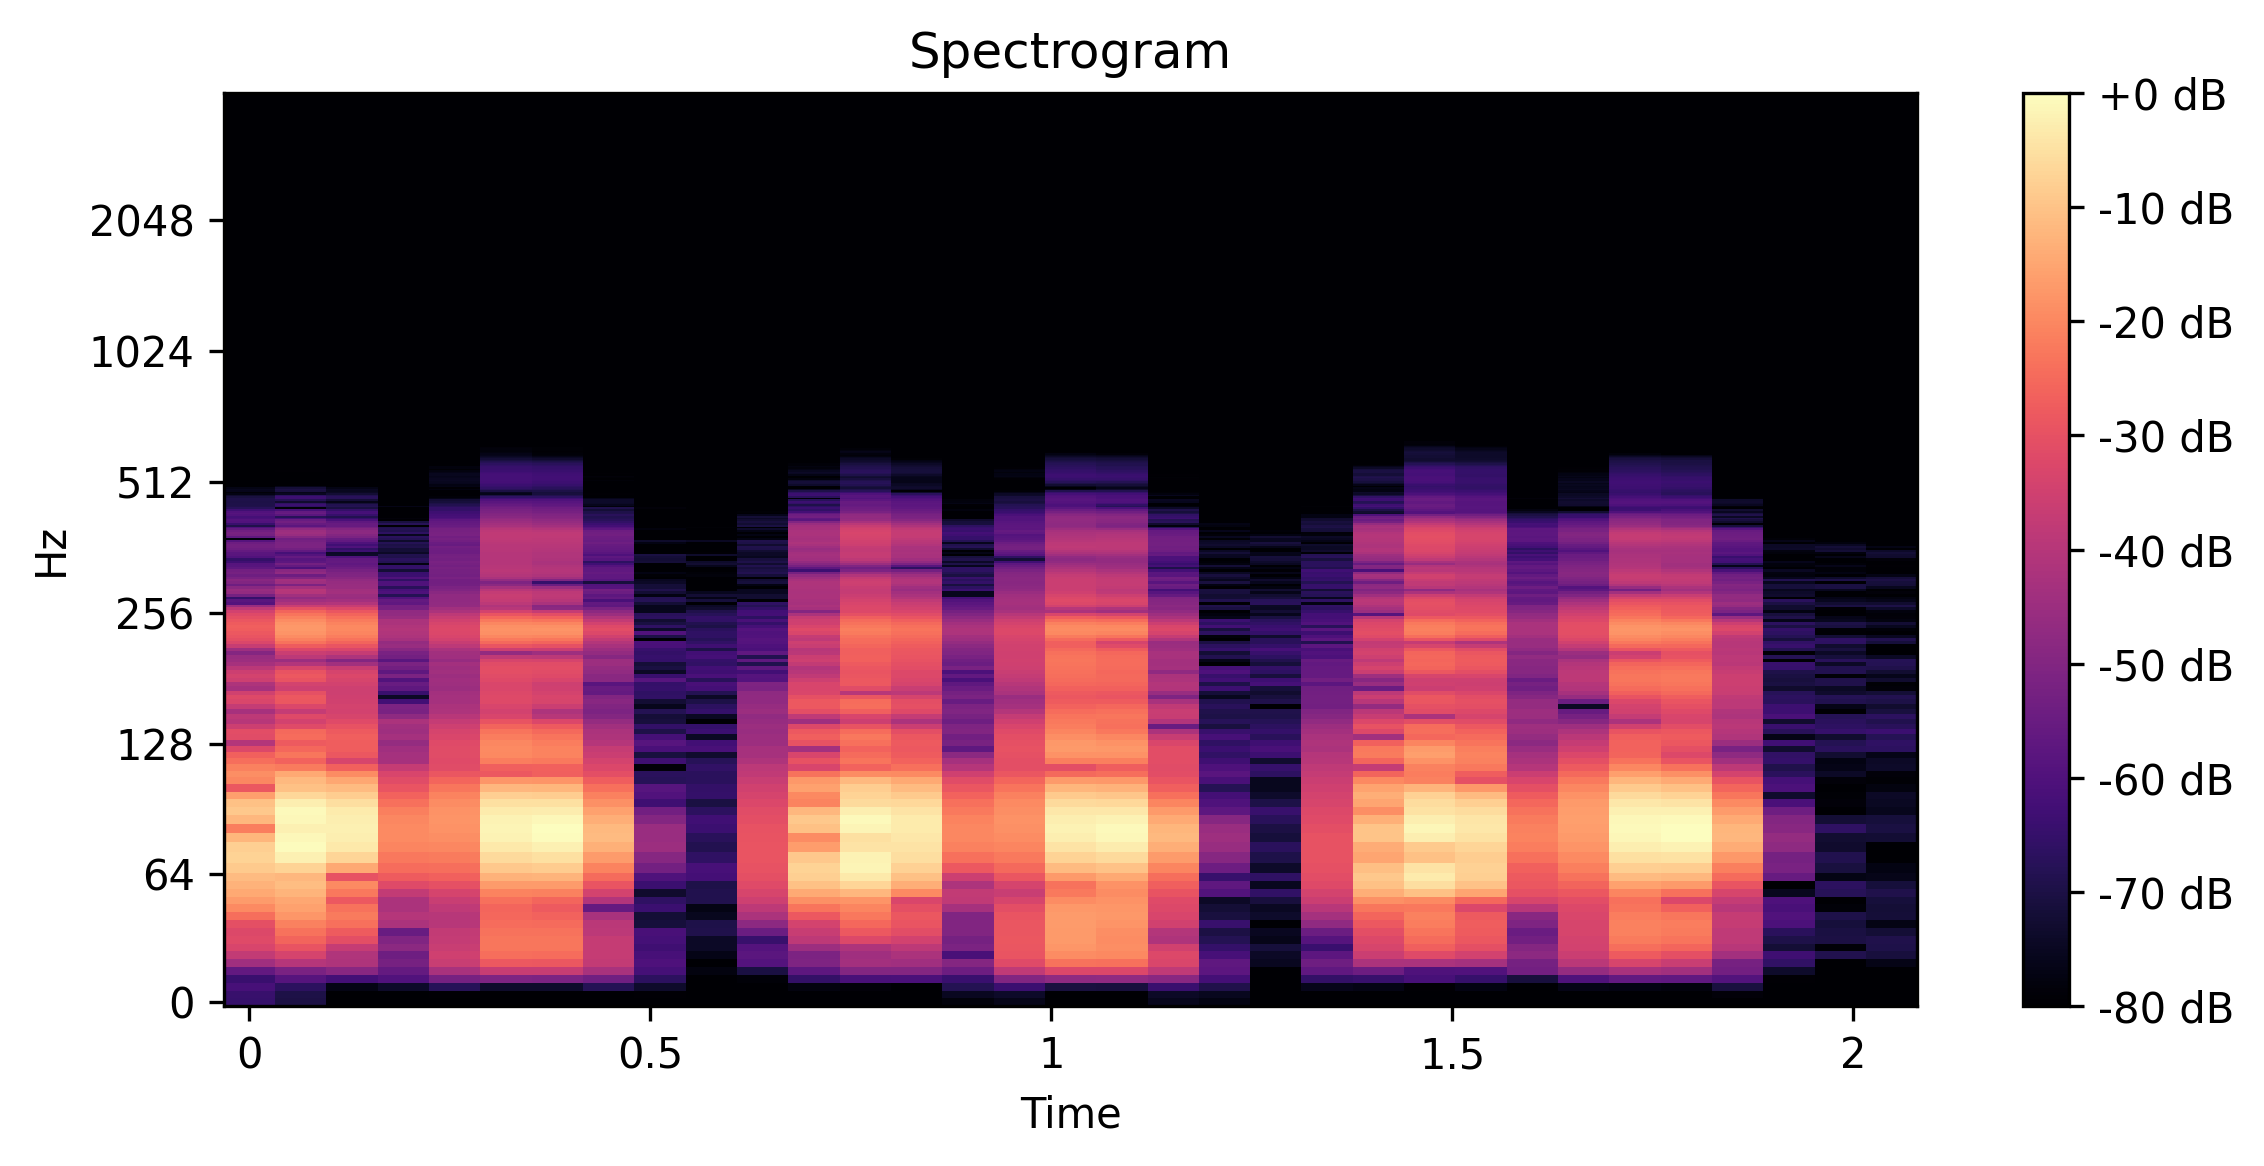 Spectrogram
+0 dB
2048
-10 dB
-20 dB
1024
-30 dB
512
-40 dB
Hz
256
-50 dB
128
-60 dB
64
-70 dB
0
-80 dB
0 0.5 1 1.5 2
Time